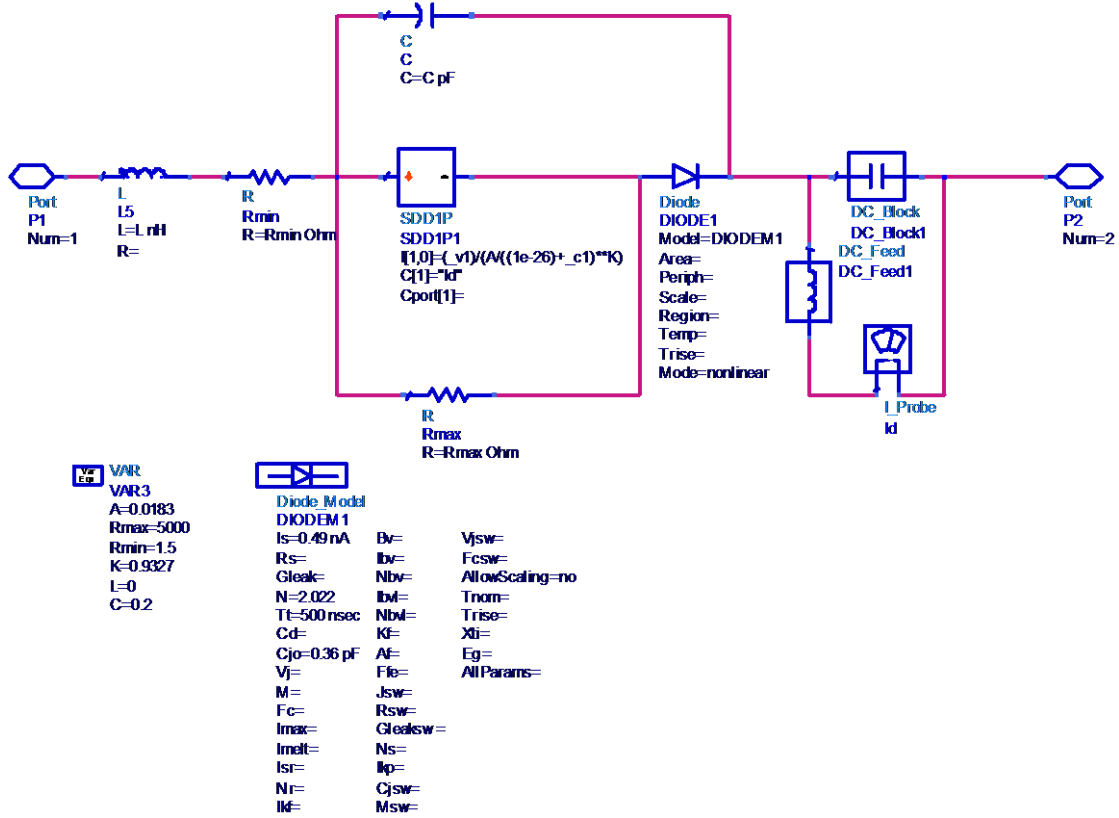 C
C
C=C pF
Port
P1
Num=1
L
L5
L=L nH
R=
R
Rmin
R=Rmin Ohm
+
-
SDD1P
SDD1P1
I[1,0]=(_v1)/(A/((1e-26)+_c1)**K)
C[1]="Id"
Cport[1]=
Diode
DIODE1
Model=DIODEM1
Area=
Periph=
Scale=
Region=
Temp=
Trise=
Mode=nonlinear
DC_Block
DC_Block1
DC_Feed
DC_Feed1
Port
P2
Num=2
I_Probe
Id
R
Rmax
R=Rmax Ohm
Var
Eqn
VAR
VAR3
A=0.0183
Rmax=5000
Rmin=1.5
K=0.9327
L=0
C=0.2
Diode_Model
DIODEM1
Is=0.49 nA
Rs=
Gleak=
N=2.022
Tt=500 nsec
Cd=
Cjo=0.36 pF
Vj=
M=
Fc=
Imax=
Imelt=
Isr=
Nr=
Ikf=
Bv=
Ibv=
Nbv=
Ibvl=
Nbvl=
Kf=
Af=
Ffe=
Jsw=
Rsw=
Gleaksw=
Ns=
Ikp=
Cjsw=
Msw=
Vjsw=
Fcsw=
AllowScaling=no
Tnom=
Trise=
Xti=
Eg=
AllParams=